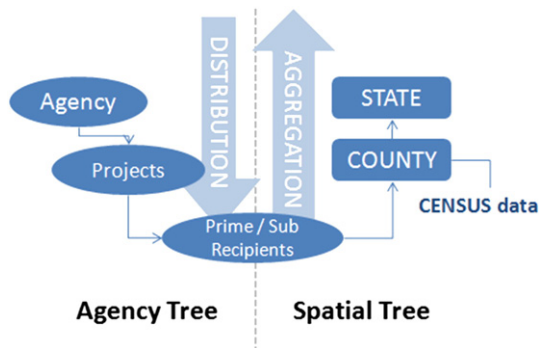 Agency
Projects
Prime / Sub
Recipients
DISTRIBUTION
AGGREGATION
STATE
COUNTY
CENSUS data
Agency Tree
Spatial Tree